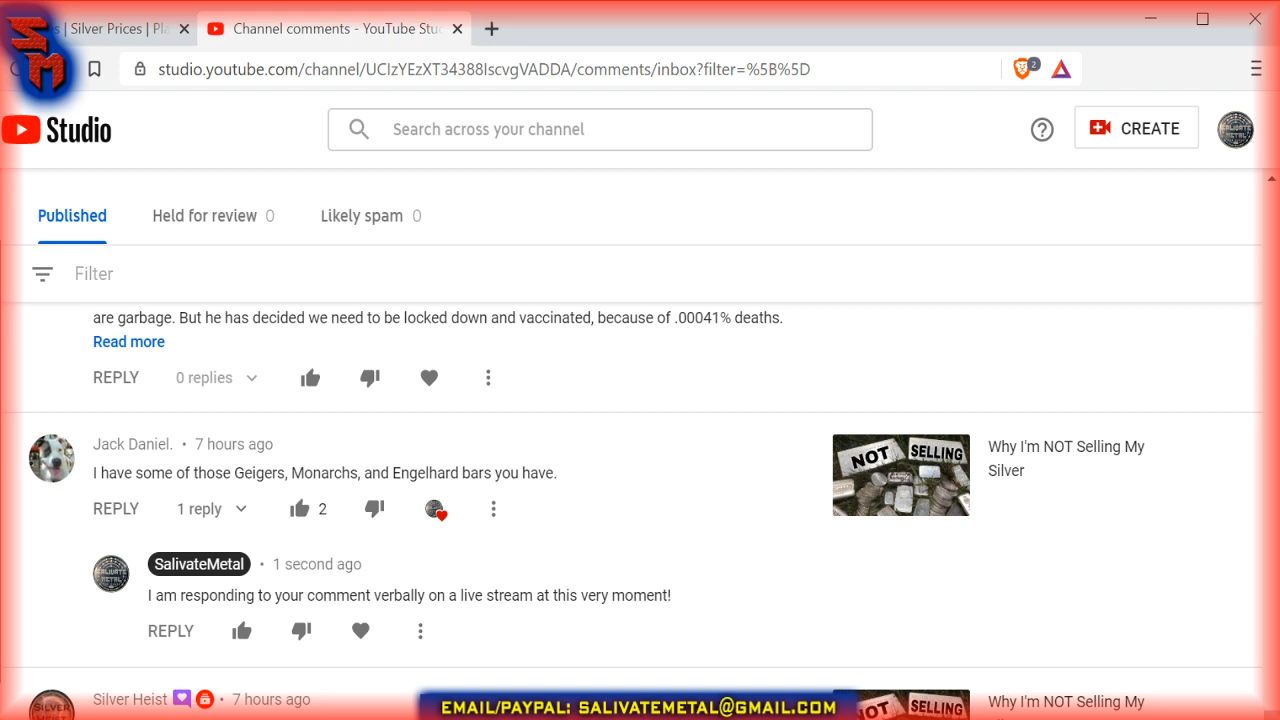 SM
s | Silver Prices | Pla
Channel comments - YouTube Stu
studio.youtube.com/channel/UCIzYEzXT34388IscvgVADDA/comments/inbox?filter=%5B%5D
2
Studio
Search across your channel
CREATE
Published
Held for review 0
Likely spam 0
Filter
are garbage. But he has decided we need to be locked down and vaccinated, because of .00041% deaths.
Read more
REPLY
0 replies
Jack Daniel. • 7 hours ago
I have some of those Geigers, Monarchs, and Engelhard bars you have.
REPLY
1 reply
2
NOT SELLING
Why I'm NOT Selling My
Silver
SalivateMetal • 1 second ago
I am responding to your comment verbally on a live stream at this very moment!
REPLY
Silver Heist • 7 hours ago
SILVER
NOT SELLING
Why I'm NOT Selling My
EMAIL/PAYPAL: SALIVATEMETAL@GMAIL.COM